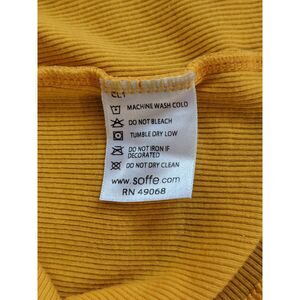 MACHINE WASH COLD
DO NOT BLEACH
TUMBLE DRY LOW
DO NOT IRON IF
DECORATED
DO NOT DRY CLEAN
www.soffe.com
RN 49068